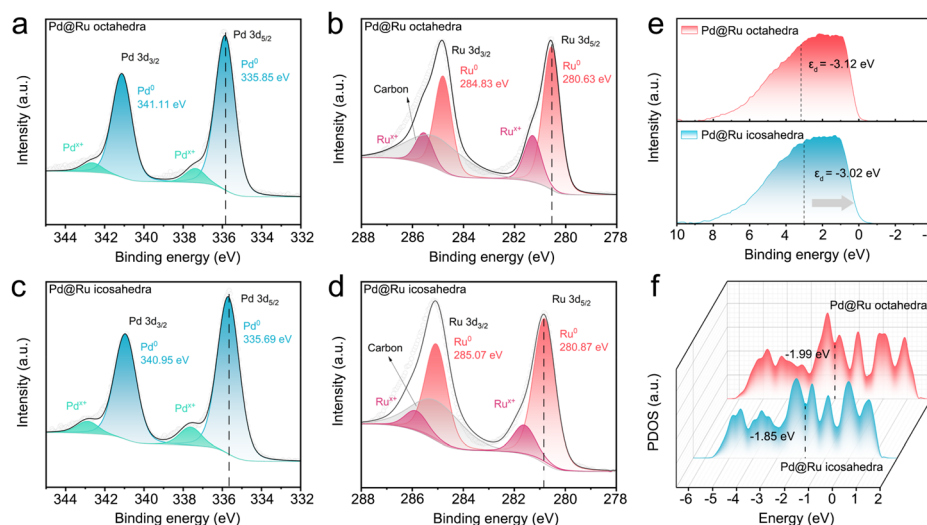 a
Pd@Ru octahedra
Pd 3d5/2
Pd 3d3/2
Pd⁰
335.85 eV
Pd⁰
341.11 eV
Pdˣ⁺
Pdˣ⁺
Intensity (a.u.)
344 342 340 338 336 334 332
Binding energy (eV)
b
Pd@Ru octahedra
Ru 3d3/2
Ru 3d5/2
Ru⁰
284.83 eV
Ru⁰
280.63 eV
Carbon
Ruˣ⁺
Ruˣ⁺
Intensity (a.u.)
288 286 284 282 280 278
Binding energy (eV)
e
Pd@Ru octahedra
εd = -3.12 eV
Pd@Ru icosahedra
εd = -3.02 eV
Intensity (a.u.)
10 8 6 4 2 0 -2
Binding energy (eV)
c
Pd@Ru icosahedra
Pd 3d5/2
Pd 3d3/2
Pd⁰
335.69 eV
Pd⁰
340.95 eV
Pdˣ⁺
Pdˣ⁺
Intensity (a.u.)
344 342 340 338 336 334 332
Binding energy (eV)
d
Pd@Ru icosahedra
Ru 3d5/2
Ru 3d3/2
Ru⁰
285.07 eV
Ru⁰
280.87 eV
Carbon
Ruˣ⁺
Ruˣ⁺
Intensity (a.u.)
288 286 284 282 280 278
Binding energy (eV)
f
Pd@Ru octahedra
-1.99 eV
-1.85 eV
Pd@Ru icosahedra
PDOS (a.u.)
-6 -5 -4 -3 -2 -1 0 1 2
Energy (eV)